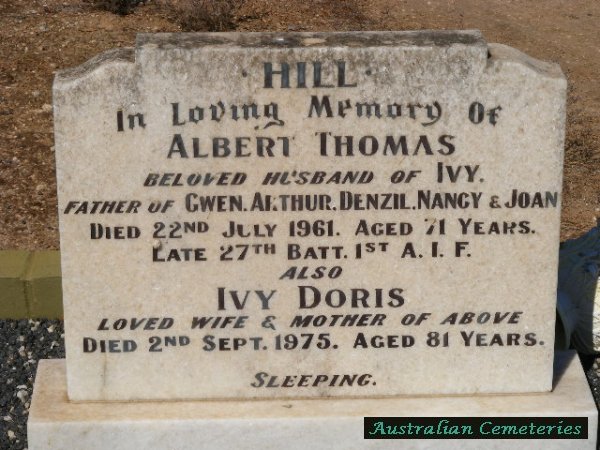 · HILL ·
In Loving Memory Of
ALBERT THOMAS
BELOVED HUSBAND OF IVY.
FATHER OF GWEN. ARTHUR. DENZIL. NANCY & JOAN
DIED 22ND JULY 1961. AGED 71 YEARS.
LATE 27TH BATT. 1ST A. I. F.
ALSO
IVY DORIS
LOVED WIFE & MOTHER OF ABOVE
DIED 2ND SEPT. 1975. AGED 81 YEARS.
SLEEPING.
Australian Cemeteries